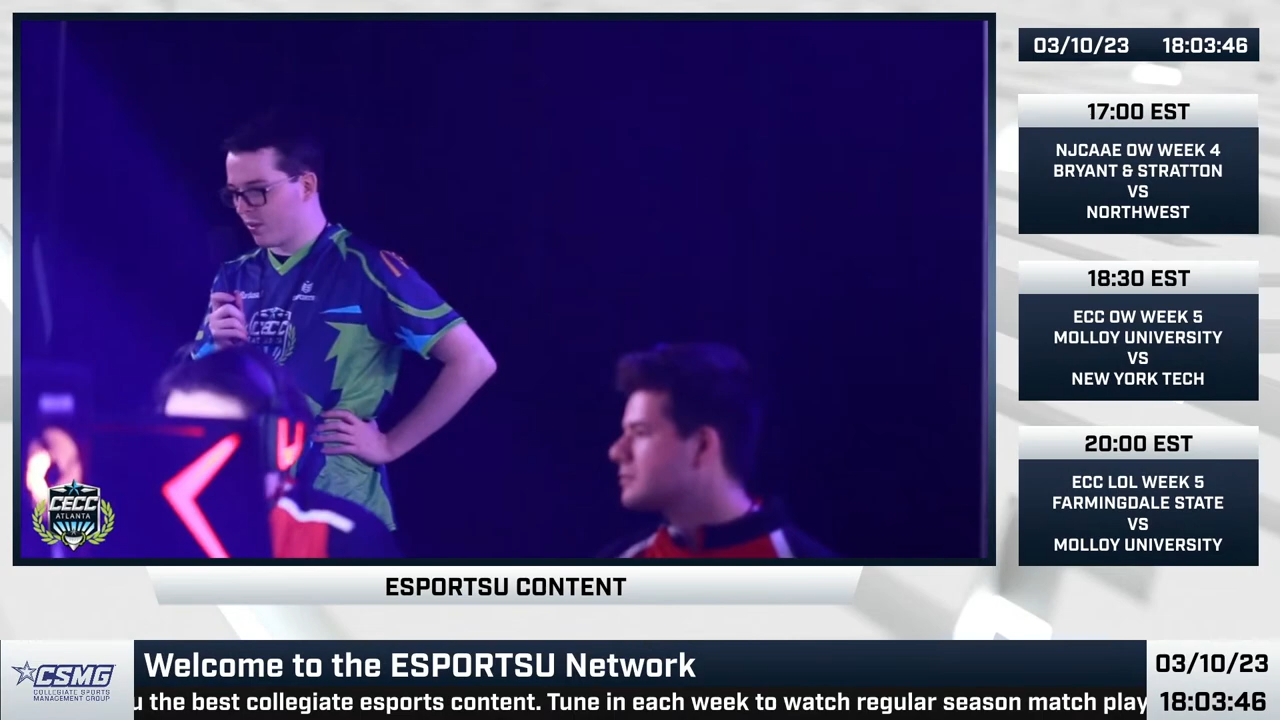 03/10/23 18:03:46
17:00 EST
NJCAAE OW WEEK 4
BRYANT & STRATTON
VS
NORTHWEST
18:30 EST
ECC OW WEEK 5
MOLLOY UNIVERSITY
VS
NEW YORK TECH
20:00 EST
ECC LOL WEEK 5
FARMINGDALE STATE
VS
MOLLOY UNIVERSITY
CECC
ATLANTA
CECC
ATLANTA
ESPORTSU CONTENT
CSMG
COLLEGIATE SPORTS
MANAGEMENT GROUP
Welcome to the ESPORTSU Network
the best collegiate esports content. Tune in each week to watch regular season match play
03/10/23
18:03:46